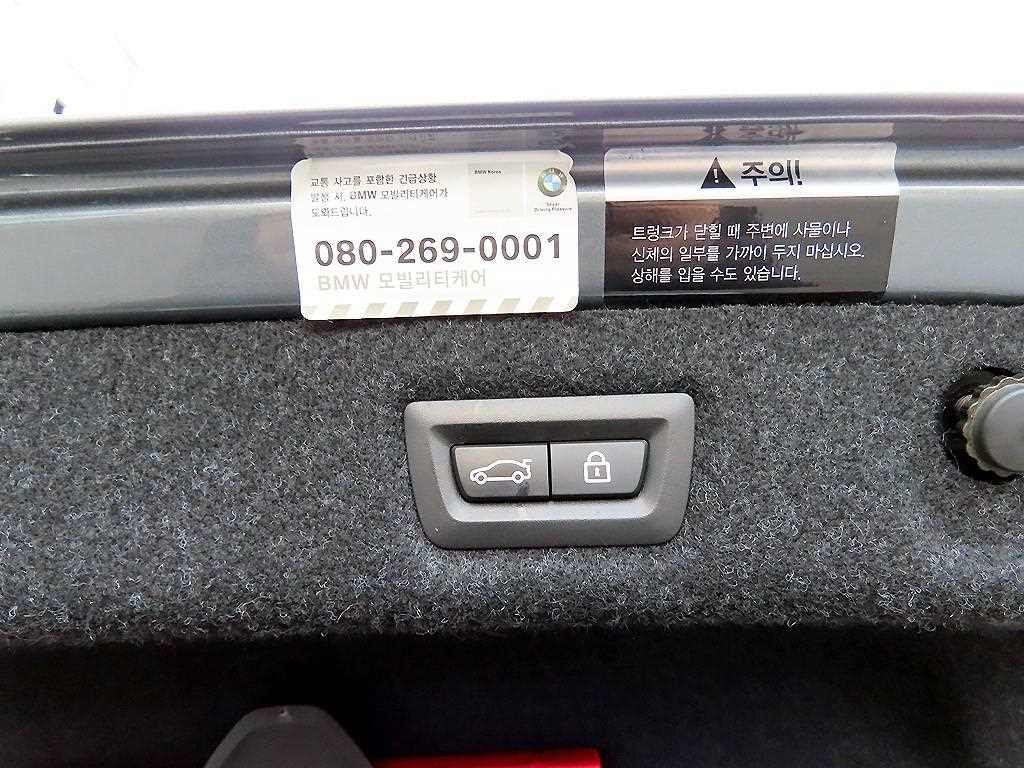 교통 사고를 포함한 긴급상황
발생 시, BMW 모빌리티케어가
도와드립니다.
BMW Korea
Sheer
Driving Pleasure
080-269-0001
BMW 모빌리티케어
주의!
트렁크가 닫힐 때 주변에 사물이나
신체의 일부를 가까이 두지 마십시오.
상해를 입을 수도 있습니다.